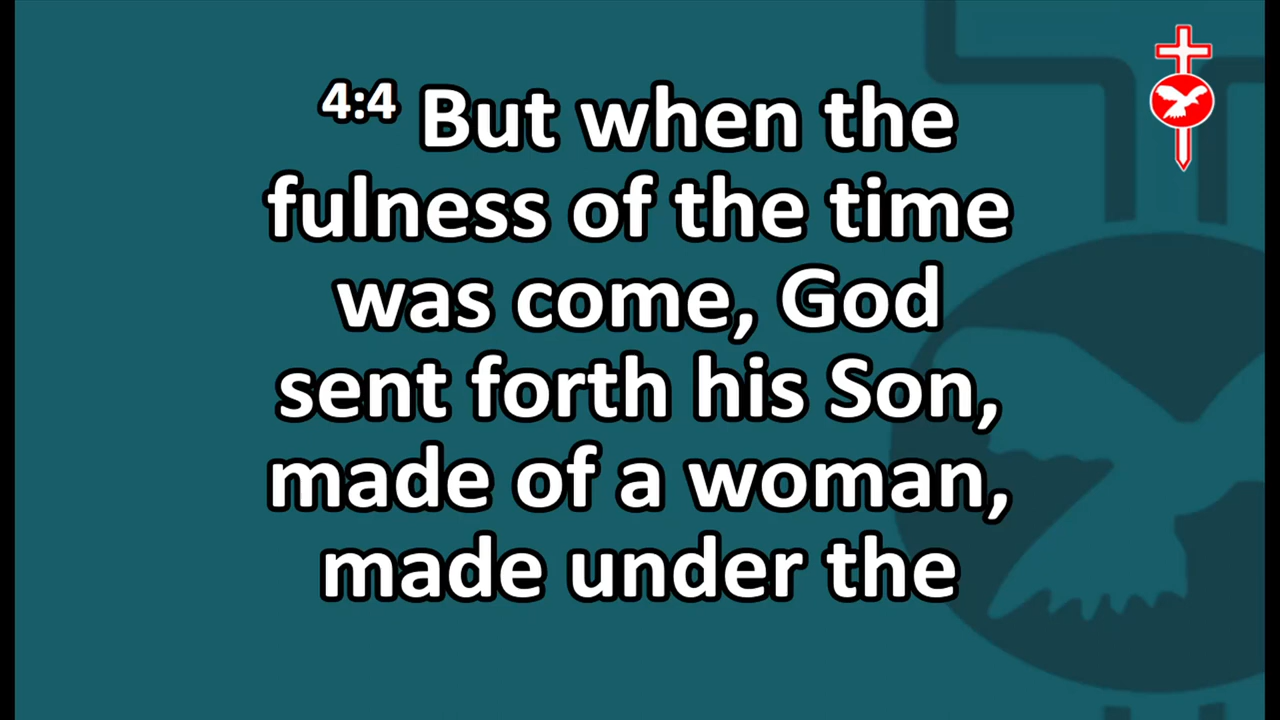 4:4 But when the
fulness of the time
was come, God
sent forth his Son,
made of a woman,
made under the